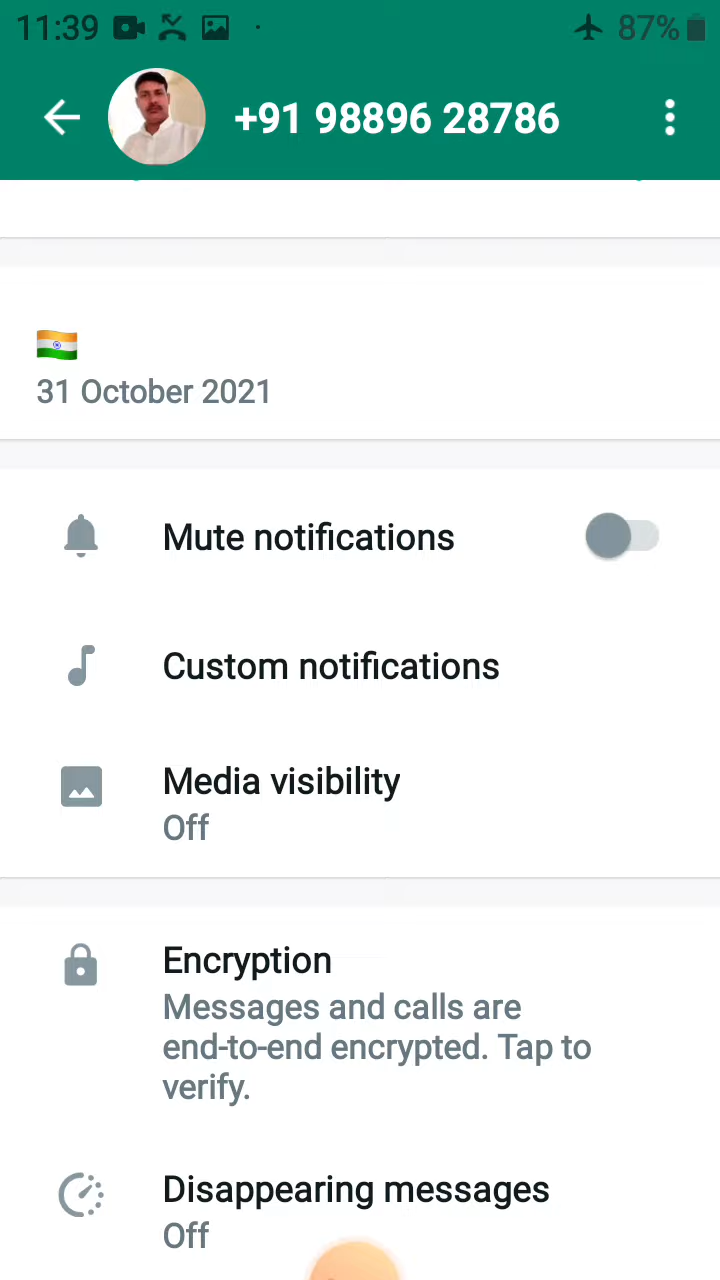 11:39
87%
+91 98896 28786
31 October 2021
Mute notifications
Custom notifications
Media visibility
Off
Encryption
Messages and calls are
end-to-end encrypted. Tap to
verify.
Disappearing messages
Off